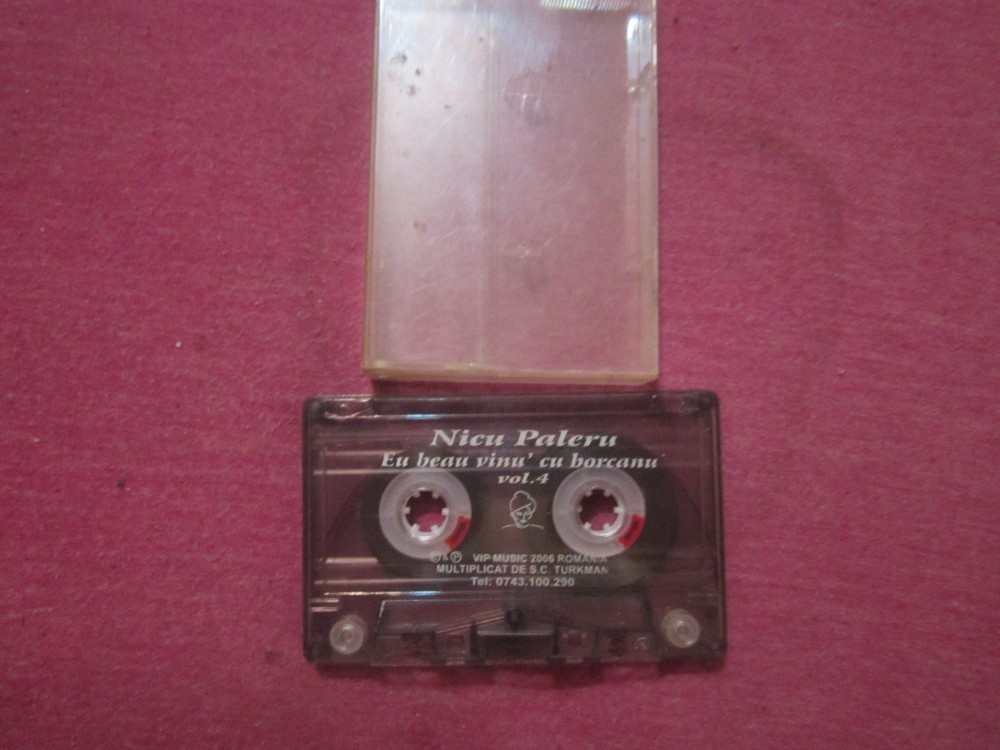 Nicu Paleru
Eu beau vinu' cu borcanu
vol.4
©&℗ VIP MUSIC 2006 ROMANIA
MULTIPLICAT DE S.C. TURKMAN
Tel: 0743.100.290